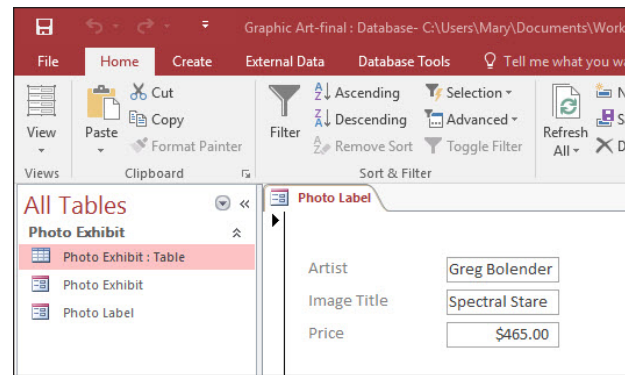 Graphic Art-final : Database- C:\Users\Mary\Documents\Work
File Home Create External Data Database Tools Tell me what you wa
View
Views
Paste
Cut
Copy
Format Painter
Clipboard
Filter
Ascending
Descending
Remove Sort
Selection
Advanced
Toggle Filter
Sort & Filter
Refresh
All
N
S
D
All Tables
Photo Exhibit
Photo Exhibit : Table
Photo Exhibit
Photo Label
Photo Label
Artist Greg Bolender
Image Title Spectral Stare
Price $465.00